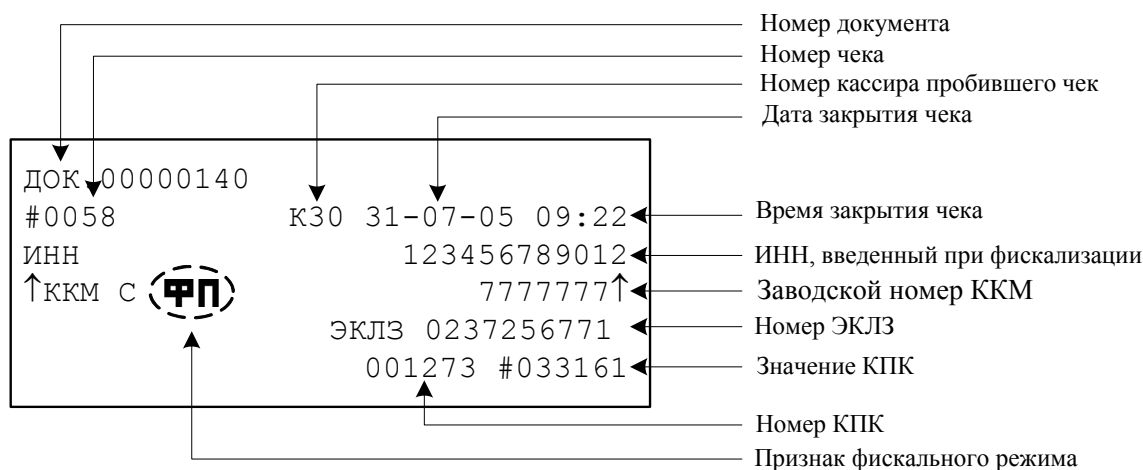 Номер документа
Номер чека
Номер кассира пробившего чек
Дата закрытия чека
ДОК.00000140
#0058 К30 31-07-05 09:22
Время закрытия чека
ИНН 123456789012
ИНН, введенный при фискализации
↑ККМ С ФП 7777777↑
Заводской номер ККМ
ЭКЛЗ 0237256771
Номер ЭКЛЗ
001273 #033161
Значение КПК
Номер КПК
Признак фискального режима